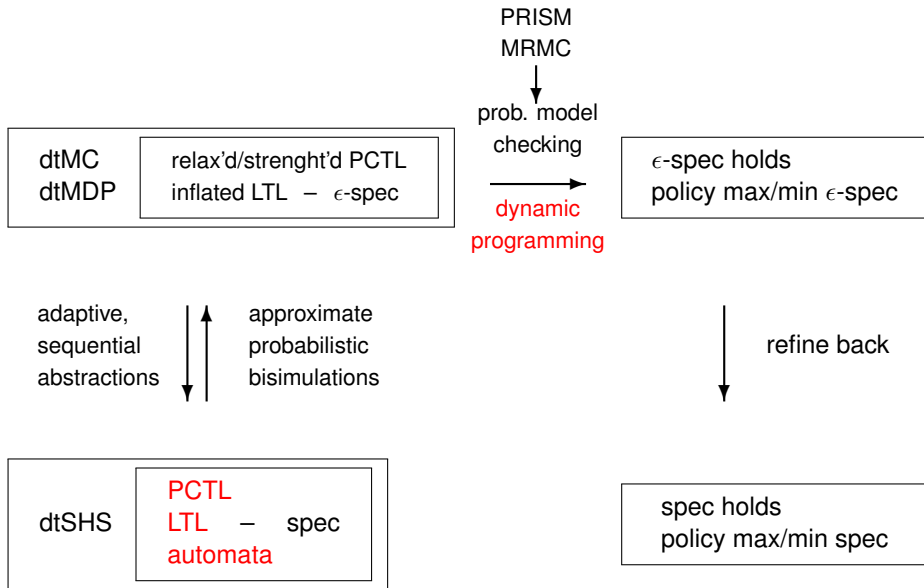 PRISM
MRMC
prob. model
checking
dtMC
dtMDP
relax'd/strenght'd PCTL
inflated LTL – ϵ-spec
dynamic
programming
ϵ-spec holds
policy max/min ϵ-spec
adaptive,
sequential
abstractions
approximate
probabilistic
bisimulations
refine back
dtSHS
PCTL
LTL – spec
automata
spec holds
policy max/min spec